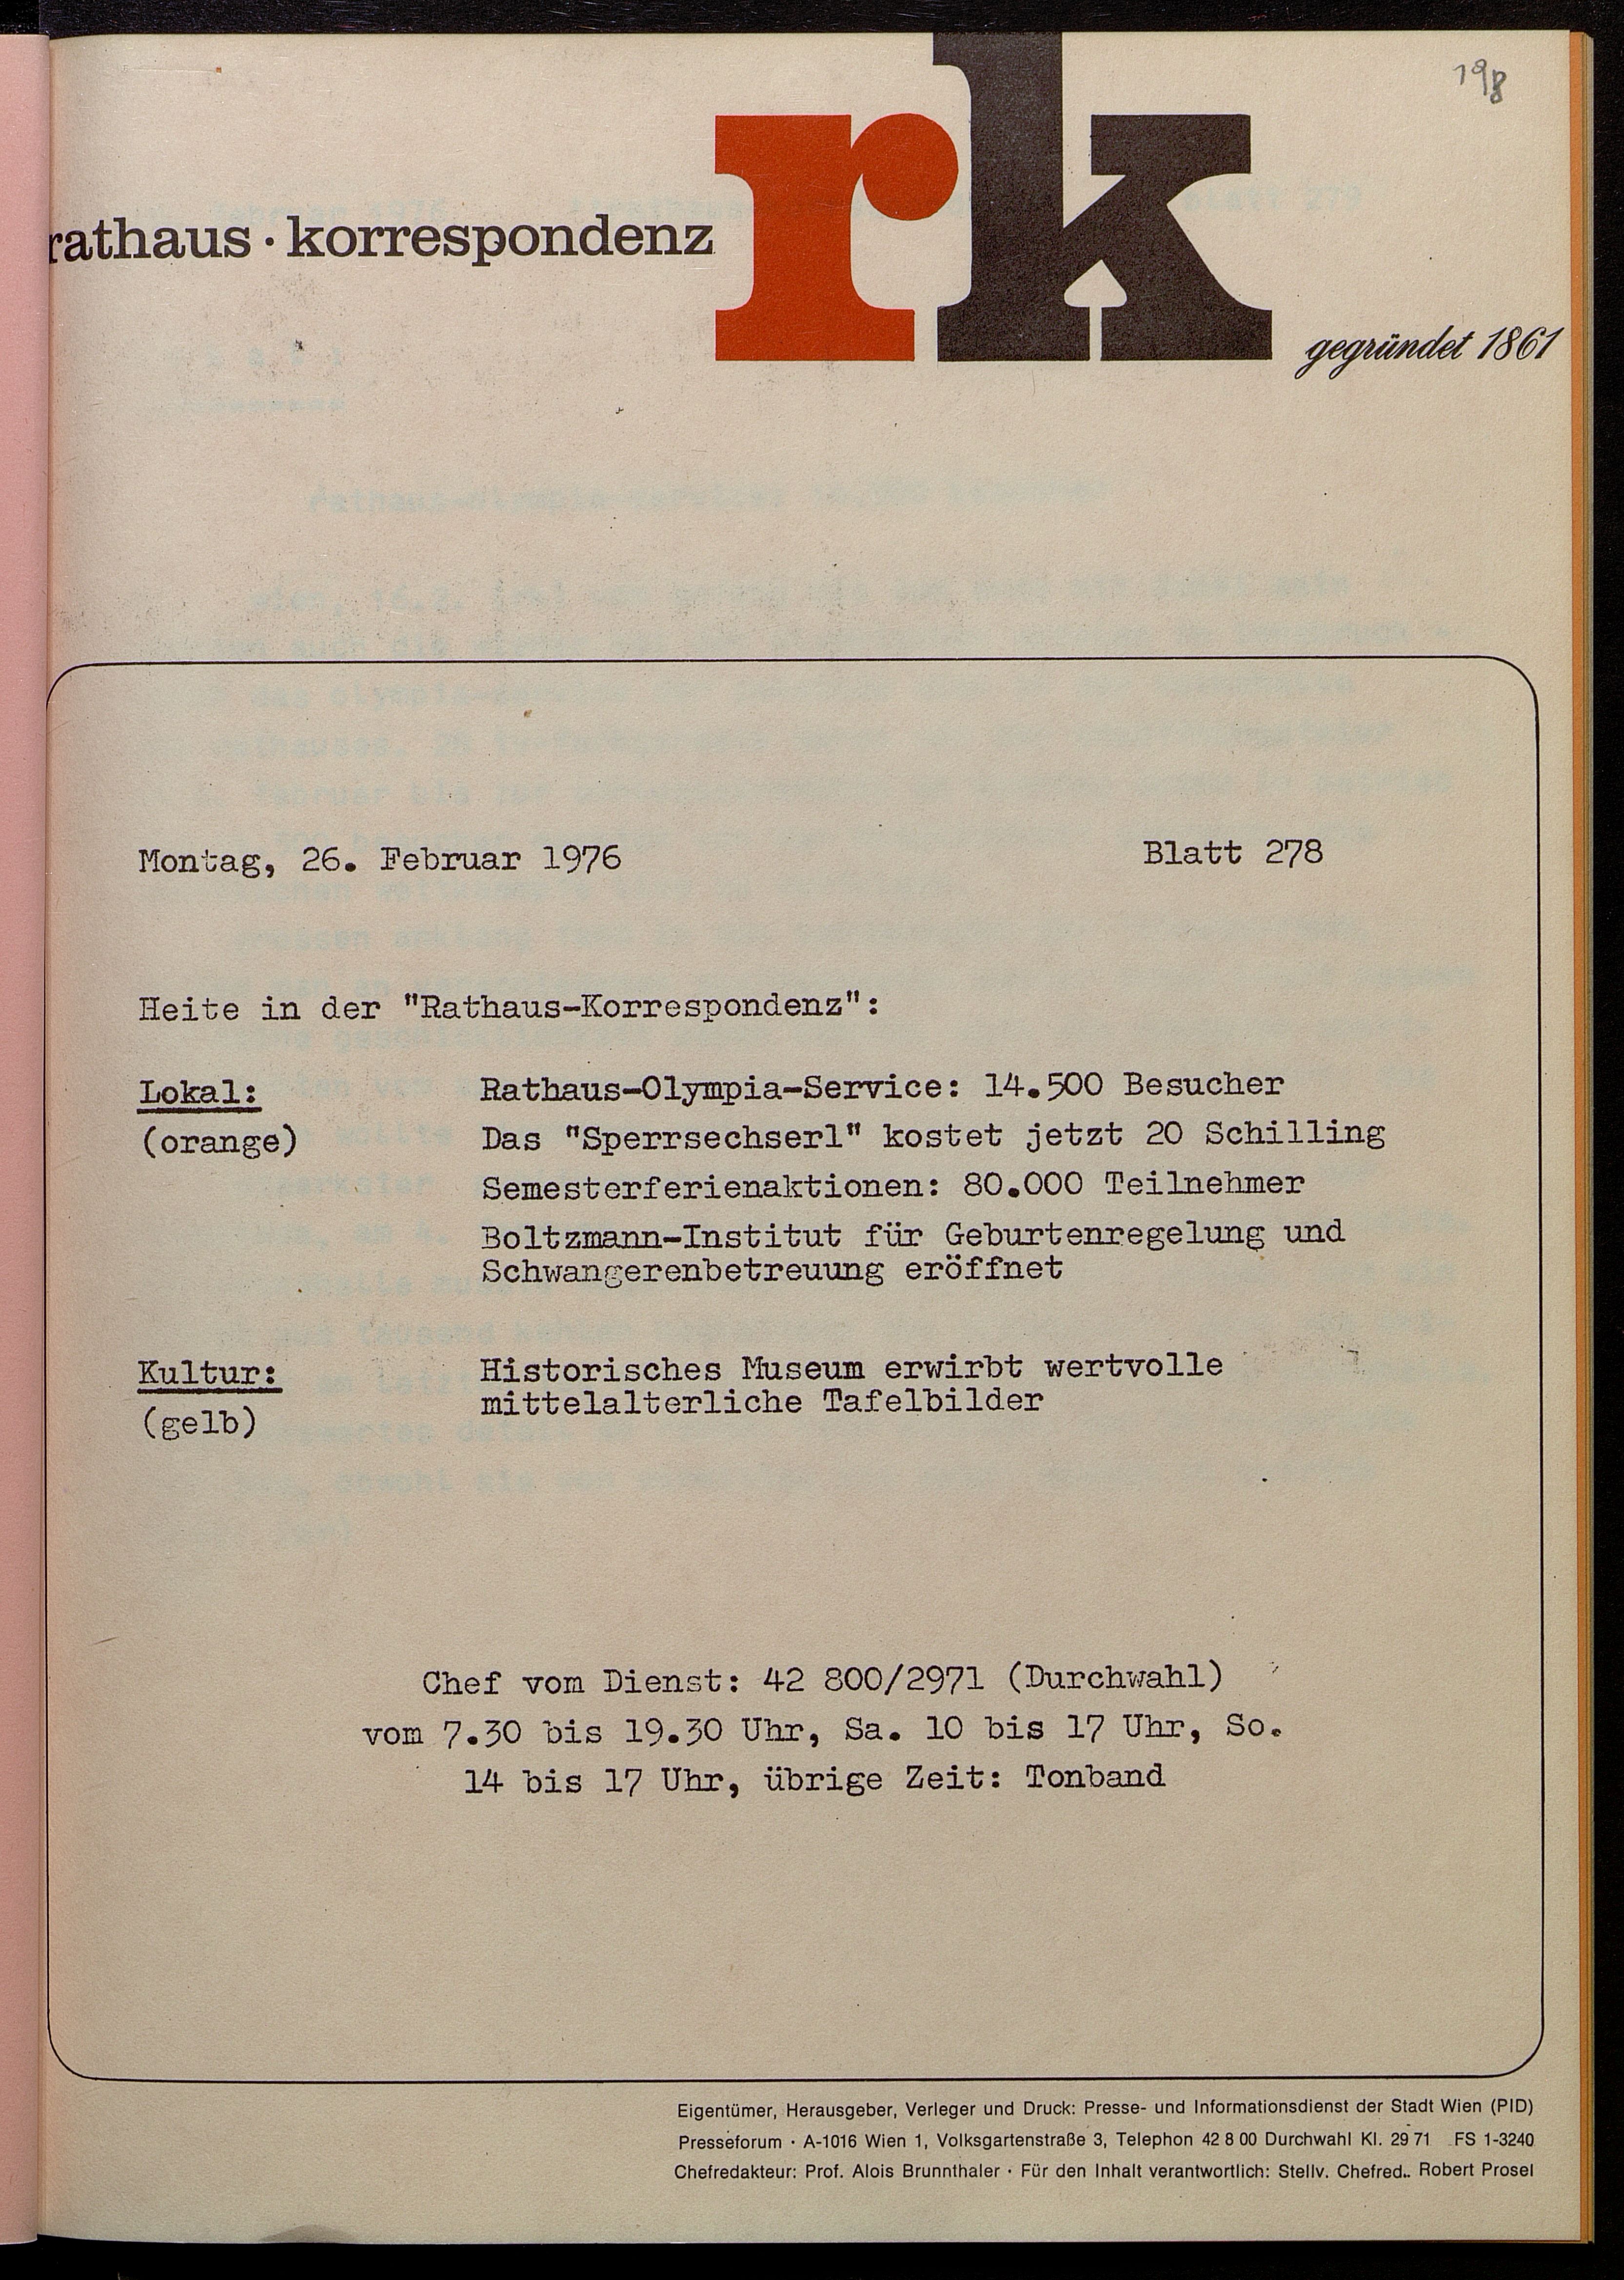 198
rk
rathaus · korrespondenz
gegründet 1861
Montag, 26. Februar 1976 Blatt 278
Heite in der "Rathaus-Korrespondenz":
Lokal: Rathaus-Olympia-Service: 14.500 Besucher
(orange) Das "Sperrsechserl" kostet jetzt 20 Schilling
Semesterferienaktionen: 80.000 Teilnehmer
Boltzmann-Institut für Geburtenregelung und
Schwangerenbetreuung eröffnet
Kultur: Historisches Museum erwirbt wertvolle
(gelb) mittelalterliche Tafelbilder
Chef vom Dienst: 42 800/2971 (Durchwahl)
vom 7.30 bis 19.30 Uhr, Sa. 10 bis 17 Uhr, So.
14 bis 17 Uhr, übrige Zeit: Tonband
Eigentümer, Herausgeber, Verleger und Druck: Presse- und Informationsdienst der Stadt Wien (PID)
Presseforum · A-1016 Wien 1, Volksgartenstraße 3, Telephon 42 8 00 Durchwahl Kl. 29 71 FS 1-3240
Chefredakteur: Prof. Alois Brunnthaler · Für den Inhalt verantwortlich: Stellv. Chefred.. Robert Prosel